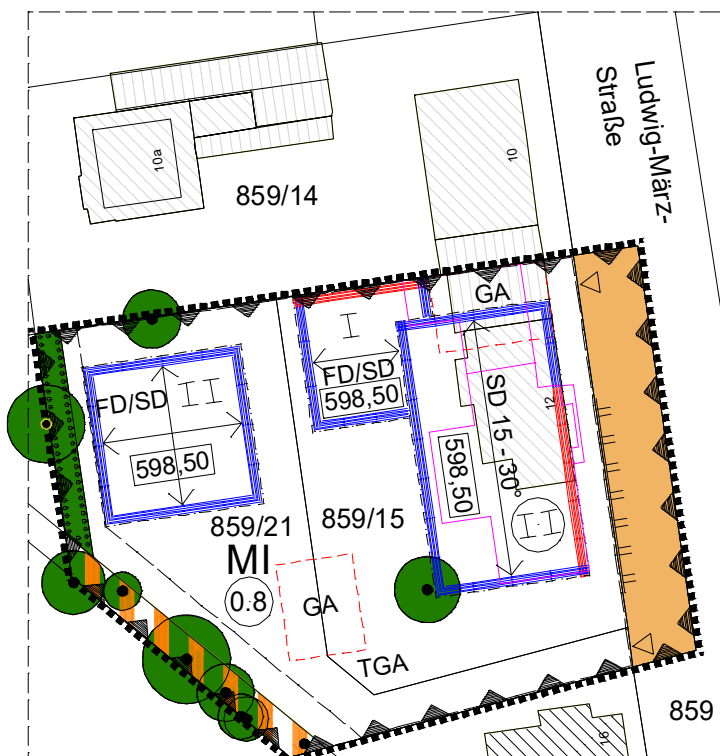 Ludwig-März-
Straße
10a
10
859/14
GA
I
FD/SD
598,50
FD/SD
II
598,50
SD 15 - 30°
12
598,50
II
859/21
859/15
MI
0.8
GA
TGA
859
16